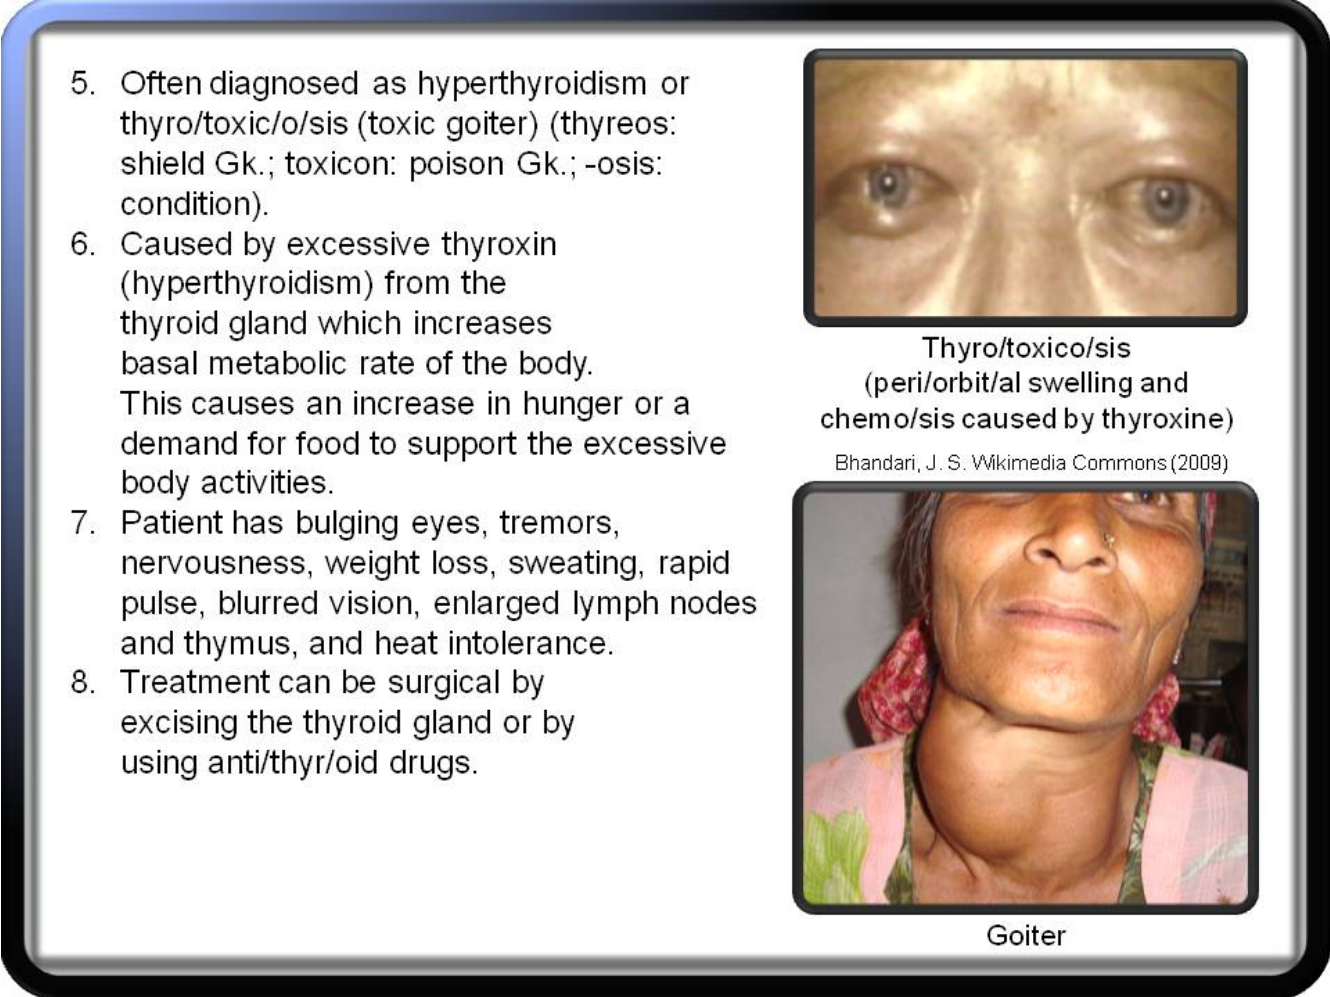 5. Often diagnosed as hyperthyroidism or
thyro/toxic/o/sis (toxic goiter) (thyreos:
shield Gk.; toxicon: poison Gk.; -osis:
condition).
6. Caused by excessive thyroxin
(hyperthyroidism) from the
thyroid gland which increases
basal metabolic rate of the body.
This causes an increase in hunger or a
demand for food to support the excessive
body activities.
7. Patient has bulging eyes, tremors,
nervousness, weight loss, sweating, rapid
pulse, blurred vision, enlarged lymph nodes
and thymus, and heat intolerance.
8. Treatment can be surgical by
excising the thyroid gland or by
using anti/thyr/oid drugs.
Thyro/toxico/sis
(peri/orbit/al swelling and
chemo/sis caused by thyroxine)
Bhandari, J. S. Wikimedia Commons (2009)
Goiter